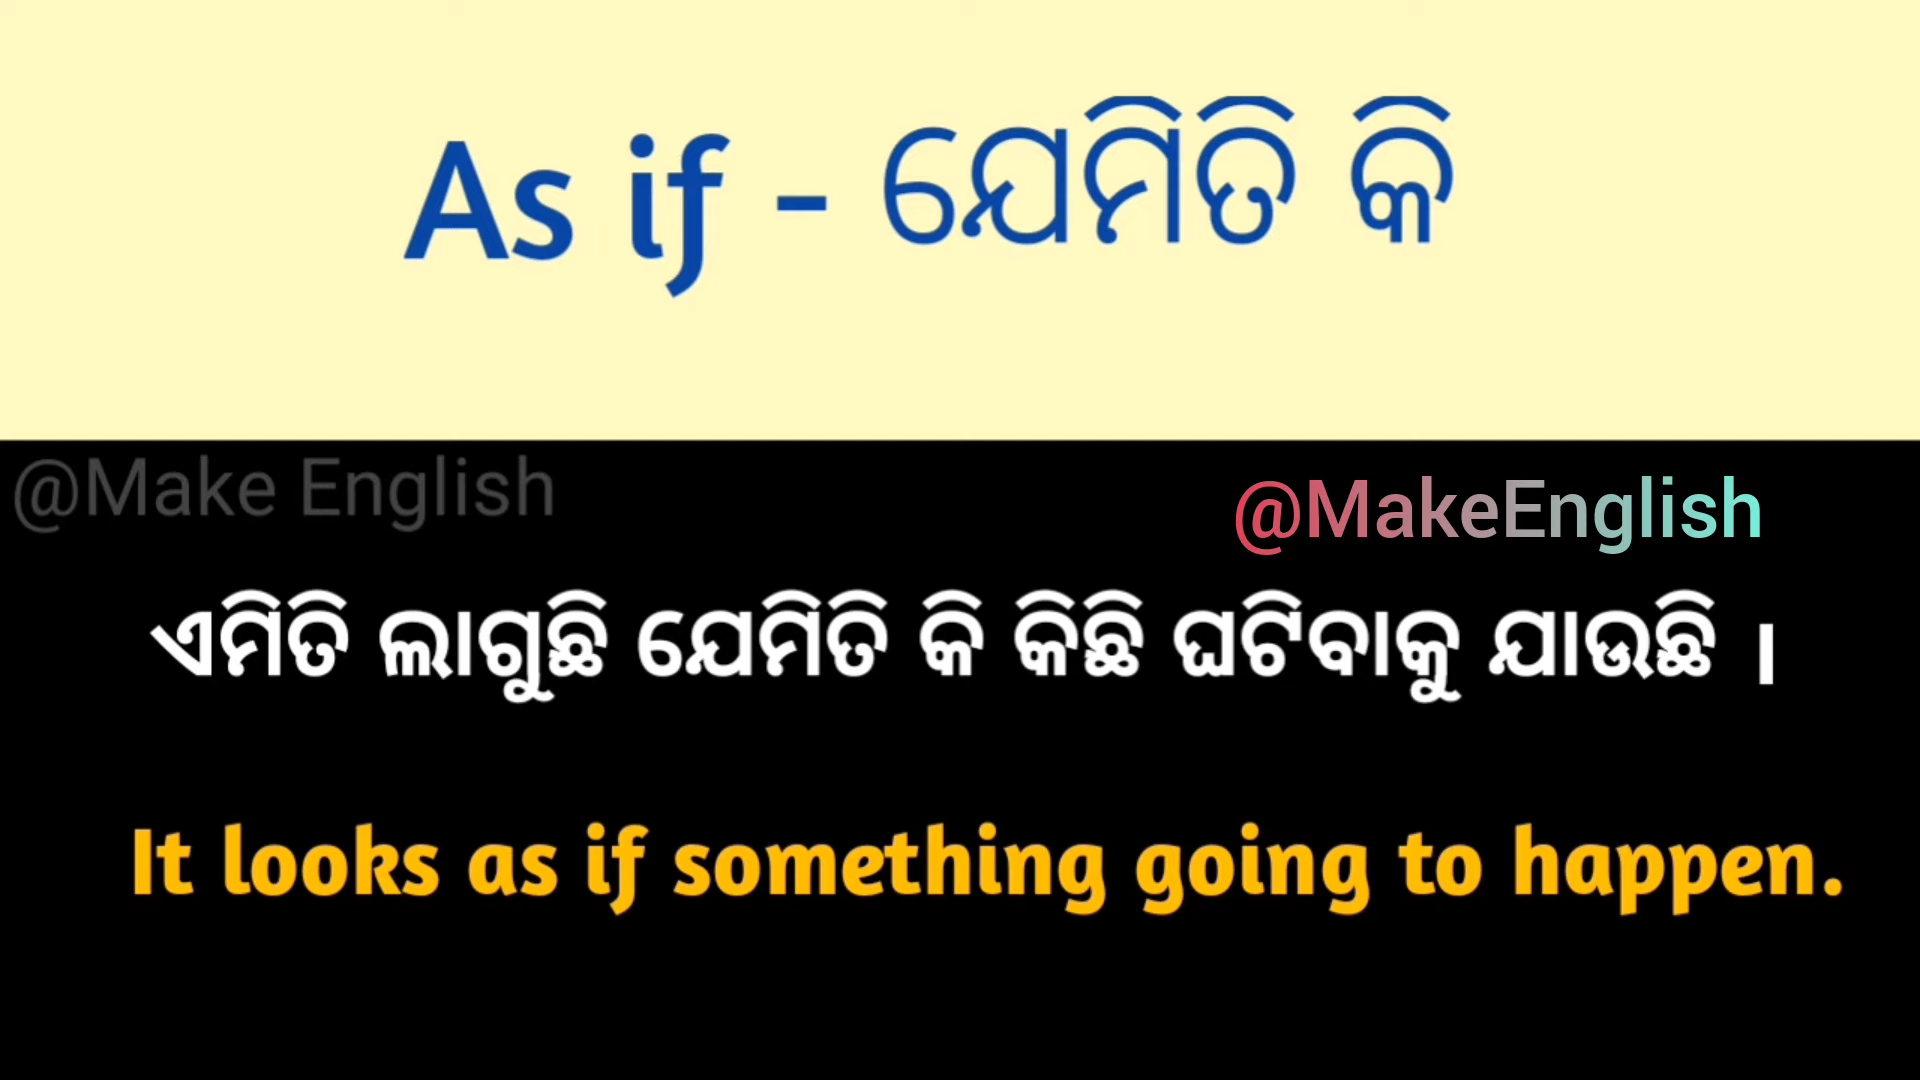 As if - ଯେମିତି କି
@Make English
@MakeEnglish
ଏମିତି ଲାଗୁଛି ଯେମିତି କି କିଛି ଘଟିବାକୁ ଯାଉଛି ।
It looks as if something going to happen.